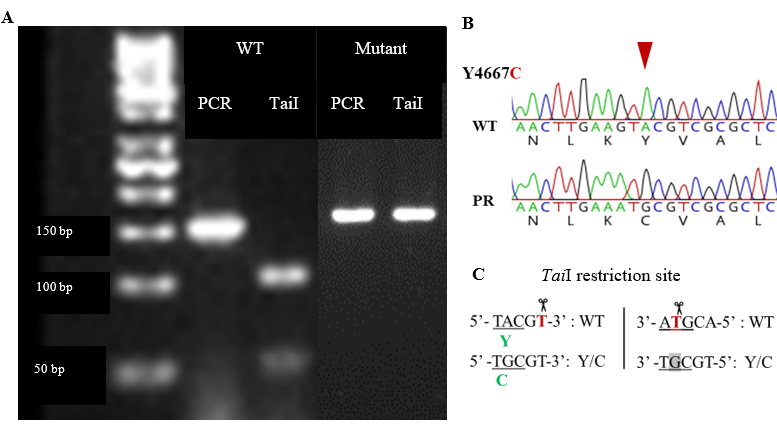 A
WT
Mutant
PCR
TaiI
PCR
TaiI
150 bp
100 bp
50 bp
B
Y4667C
WT
AACTTGAAGTACGTCGCGCTC
N L K Y V A L
PR
AACTTGAAATGCGTCGCGCTC
N L K C V A L
C
TaiI restriction site
5’- TACGT-3’ : WT
Y
5’ -TGCGT-3’: Y/C
C
3’- ATGCA-5’ : WT
3’ -TGCGT-5’: Y/C